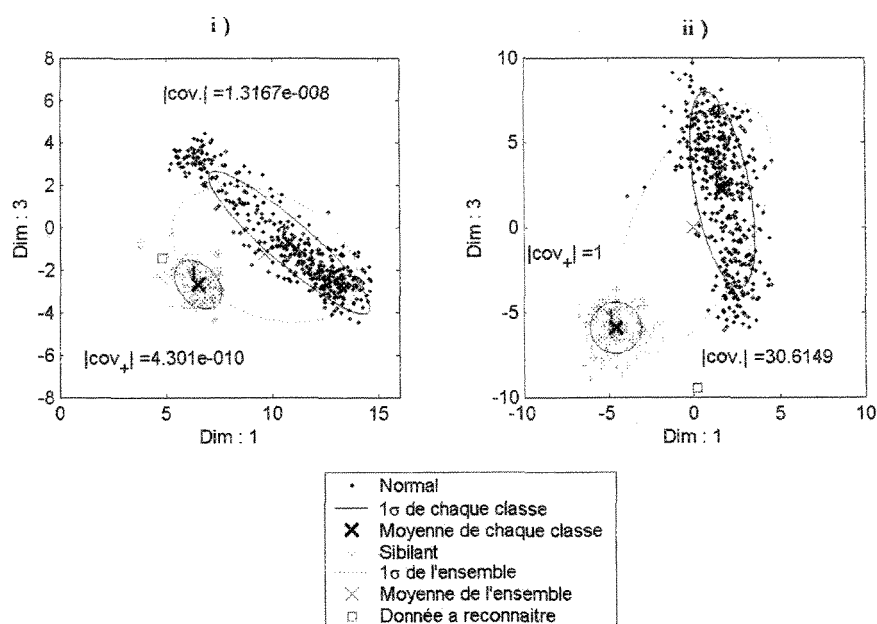 i )
ii )
8
6
4
2
0
-2
-4
-6
-8
Dim : 3
|cov.| =1.3167e-008
|cov+| =4.301e-010
0
5
10
15
Dim : 1
10
5
0
-5
-10
Dim : 3
|cov+| =1
|cov.| =30.6149
-10
-5
0
5
10
Dim : 1
Normal
1σ de chaque classe
Moyenne de chaque classe
Sibilant
1σ de l'ensemble
Moyenne de l'ensemble
Donnée a reconnaitre